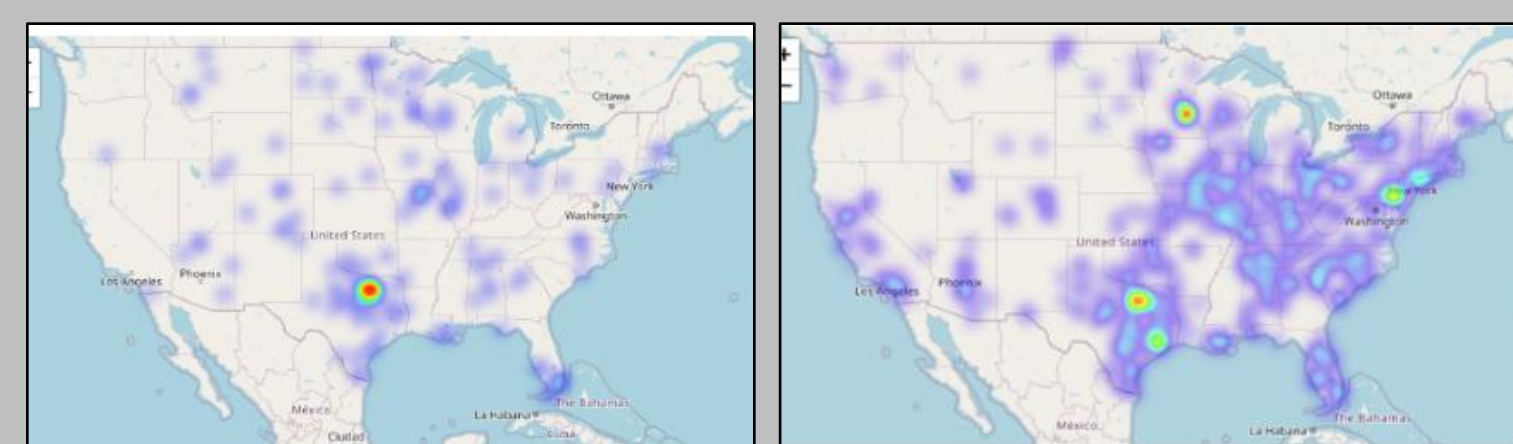 Ottawa
Toronto
New York
Washington
United States
Los Angeles
Phoenix
México
La Habana
The Bahamas
Cuba
Ciudad
+
−
Ottawa
Toronto
New York
Washington
United States
Los Angeles
Phoenix
México
La Habana
The Bahamas